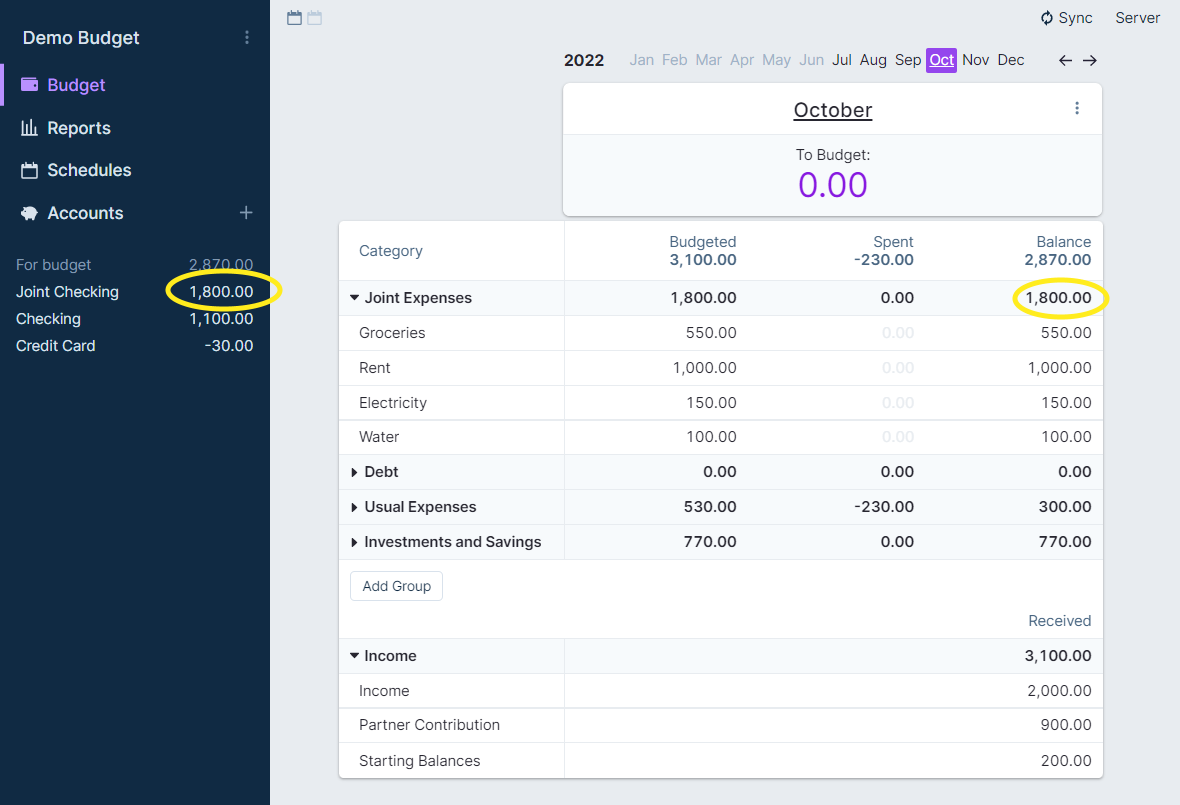 Demo Budget
Budget
Reports
Schedules
Accounts
For budget 2,870.00
Joint Checking 1,800.00
Checking 1,100.00
Credit Card -30.00
Sync Server
2022 Jan Feb Mar Apr May Jun Jul Aug Sep Oct Nov Dec
October
To Budget:
0.00
Category Budgeted 3,100.00 Spent -230.00 Balance 2,870.00
Joint Expenses 1,800.00 0.00 1,800.00
Groceries 550.00 0.00 550.00
Rent 1,000.00 0.00 1,000.00
Electricity 150.00 0.00 150.00
Water 100.00 0.00 100.00
Debt 0.00 0.00 0.00
Usual Expenses 530.00 -230.00 300.00
Investments and Savings 770.00 0.00 770.00
Add Group
Received
Income 3,100.00
Income 2,000.00
Partner Contribution 900.00
Starting Balances 200.00